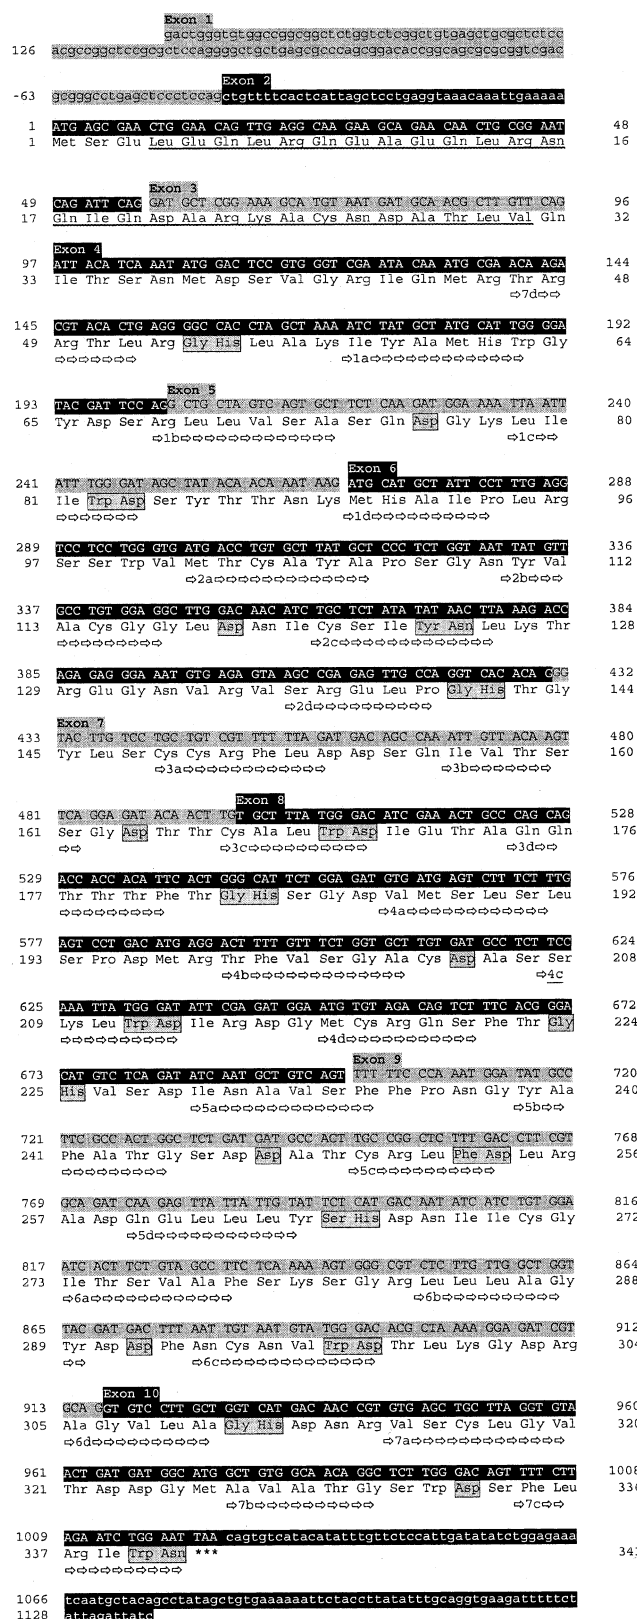 Exon 1
gactgggtgtggccggcggctctggtctcggctgtgagctgcgctctcc
126 acgccggctccgcgctccaggggctgctgagcgcccagcggacaccggcagcgcgcggtcgac
Exon 2
-63 gcgggcctgagctccctccagctgttttcactcattagctcctgaggtaaacaaattgaaaaa
1 ATG AGC GAA CTG GAA CAG TTG AGG CAA GAA GCA GAA CAA CTG CGG AAT 48
1 Met Ser Glu Leu Glu Gln Leu Arg Gln Glu Ala Glu Gln Leu Arg Asn 16
Exon 3
49 CAG ATT CAG GAT GCT CGG AAA GCA TGT AAT GAT GCA ACG CTT GTT CAG 96
17 Gln Ile Gln Asp Ala Arg Lys Ala Cys Asn Asp Ala Thr Leu Val Gln 32
Exon 4
97 ATT ACA TCA AAT ATG GAC TCC GTG GGT CGA ATA CAA ATG CGA ACA AGA 144
33 Ile Thr Ser Asn Met Asp Ser Val Gly Arg Ile Gln Met Arg Thr Arg 48
⇨7d⇨⇨
145 CGT ACA CTG AGG GGC CAC CTA GCT AAA ATC TAT GCT ATG CAT TGG GGA 192
49 Arg Thr Leu Arg Gly His Leu Ala Lys Ile Tyr Ala Met His Trp Gly 64
⇨⇨⇨⇨⇨⇨⇨ ⇨1a⇨⇨⇨⇨⇨⇨⇨⇨⇨⇨⇨⇨⇨
Exon 5
193 TAC GAT TCC AGG CTG CTA GTC AGT GCT TCT CAA GAT GGA AAA TTA ATT 240
65 Tyr Asp Ser Arg Leu Leu Val Ser Ala Ser Gln Asp Gly Lys Leu Ile 80
⇨1b⇨⇨⇨⇨⇨⇨⇨⇨⇨⇨⇨⇨⇨ ⇨1c⇨⇨
241 ATT TGG GAT AGC TAT ACA ACA AAT AAG Exon 6 ATG CAT GCT ATT CCT TTG AGG 288
81 Ile Trp Asp Ser Tyr Thr Thr Asn Lys Met His Ala Ile Pro Leu Arg 96
⇨⇨⇨⇨⇨⇨⇨ ⇨1d⇨⇨⇨⇨⇨⇨⇨⇨⇨⇨
289 TCC TCC TGG GTG ATG ACC TGT GCT TAT GCT CCC TCT GGT AAT TAT GTT 336
97 Ser Ser Trp Val Met Thr Cys Ala Tyr Ala Pro Ser Gly Asn Tyr Val 112
⇨2a⇨⇨⇨⇨⇨⇨⇨⇨⇨⇨⇨⇨⇨ ⇨2b⇨⇨⇨
337 GCC TGT GGA GGC TTG GAC AAC ATC TGC TCT ATA TAT AAC TTA AAG ACC 384
113 Ala Cys Gly Gly Leu Asp Asn Ile Cys Ser Ile Tyr Asn Leu Lys Thr 128
⇨⇨⇨⇨⇨⇨⇨⇨⇨ ⇨2c⇨⇨⇨⇨⇨⇨⇨⇨⇨⇨⇨⇨⇨
385 AGA GAG GGA AAT GTG AGA GTA AGC CGA GAG TTG CCA GGT CAC ACA GGG 432
129 Arg Glu Gly Asn Val Arg Val Ser Arg Glu Leu Pro Gly His Thr Gly 144
⇨2d⇨⇨⇨⇨⇨⇨⇨⇨⇨⇨
Exon 7
433 TAC TTG TCC TGC TGT CGT TTT TTA GAT GAC AGC CAA ATT GTT ACA AGT 480
145 Tyr Leu Ser Cys Cys Arg Phe Leu Asp Asp Ser Gln Ile Val Thr Ser 160
⇨3a⇨⇨⇨⇨⇨⇨⇨⇨⇨⇨⇨⇨ ⇨3b⇨⇨⇨⇨⇨⇨⇨
Exon 8
481 TCA GGA GAT ACA ACT TGT GCT TTA TGG GAC ATC GAA ACT GCC CAG CAG 528
161 Ser Gly Asp Thr Thr Cys Ala Leu Trp Asp Ile Glu Thr Ala Gln Gln 176
⇨⇨ ⇨3c⇨⇨⇨⇨⇨⇨⇨⇨⇨⇨ ⇨3d⇨⇨
529 ACC ACC ACA TTC ACT GGG CAT TCT GGA GAT GTG ATG AGT CTT TCT TTG 576
177 Thr Thr Thr Phe Thr Gly His Ser Gly Asp Val Met Ser Leu Ser Leu 192
⇨⇨⇨⇨⇨⇨⇨⇨⇨ ⇨4a⇨⇨⇨⇨⇨⇨⇨⇨⇨⇨⇨⇨
577 AGT CCT GAC ATG AGG ACT TTT GTT TCT GGT GCT TGT GAT GCC TCT TCC 624
193 Ser Pro Asp Met Arg Thr Phe Val Ser Gly Ala Cys Asp Ala Ser Ser 208
⇨4b⇨⇨⇨⇨⇨⇨⇨⇨⇨⇨⇨⇨⇨ ⇨4c
625 AAA TTA TGG GAT ATT CGA GAT GGA ATG TGT AGA CAG TCT TTC ACG GGA 672
209 Lys Leu Trp Asp Ile Arg Asp Gly Met Cys Arg Gln Ser Phe Thr Gly 224
⇨⇨⇨⇨⇨⇨⇨⇨⇨⇨ ⇨4d⇨⇨⇨⇨⇨⇨⇨⇨⇨⇨⇨
Exon 9
673 CAT GTC TCA GAT ATC AAT GCT GTC AGT TTT TTC CCA AAT GGA TAT GCC 720
225 His Val Ser Asp Ile Asn Ala Val Ser Phe Phe Pro Asn Gly Tyr Ala 240
⇨5a⇨⇨⇨⇨⇨⇨⇨⇨⇨⇨⇨⇨⇨ ⇨5b⇨⇨
721 TTC GCC ACT GGC TCT GAT GAT GCC ACT TGC CGG CTC TTT GAC CTT CGT 768
241 Phe Ala Thr Gly Ser Asp Asp Ala Thr Cys Arg Leu Phe Asp Leu Arg 256
⇨⇨⇨⇨⇨⇨⇨⇨⇨ ⇨5c⇨⇨⇨⇨⇨⇨⇨⇨⇨⇨
769 GCA GAT CAA GAG TTA TTA TTG TAT TCT CAT GAC AAT ATC ATC TGT GGA 816
257 Ala Asp Gln Glu Leu Leu Leu Tyr Ser His Asp Asn Ile Ile Cys Gly 272
⇨5d⇨⇨⇨⇨⇨⇨⇨⇨⇨⇨⇨⇨
817 ATC ACT TCT GTA GCC TTC TCA AAA AGT GGG CGT CTC TTG TTG GCT GGT 864
273 Ile Thr Ser Val Ala Phe Ser Lys Ser Gly Arg Leu Leu Leu Ala Gly 288
⇨6a⇨⇨⇨⇨⇨⇨⇨⇨⇨⇨⇨⇨ ⇨6b⇨⇨⇨⇨⇨⇨⇨⇨⇨⇨
865 TAC GAT GAC TTT AAT TGT AAT GTA TGG GAC ACG CTA AAA GGA GAT CGT 912
289 Tyr Asp Asp Phe Asn Cys Asn Val Trp Asp Thr Leu Lys Gly Asp Arg 304
⇨⇨ ⇨6c⇨⇨⇨⇨⇨⇨⇨⇨⇨⇨⇨⇨⇨
Exon 10
913 GCA GGT GTC CTT GCT GGT CAT GAC AAC CGT GTG AGC TGC TTA GGT GTA 960
305 Ala Gly Val Leu Ala Gly His Asp Asn Arg Val Ser Cys Leu Gly Val 320
⇨6d⇨⇨⇨⇨⇨⇨⇨⇨⇨⇨ ⇨7a⇨⇨⇨⇨⇨⇨⇨⇨⇨⇨⇨⇨⇨
961 ACT GAT GAT GGC ATG GCT GTG GCA ACA GGC TCT TGG GAC AGT TTT CTT 1008
321 Thr Asp Asp Gly Met Ala Val Ala Thr Gly Ser Trp Asp Ser Phe Leu 336
⇨7b⇨⇨⇨⇨⇨⇨⇨⇨⇨⇨ ⇨7c⇨⇨
1009 AGA ATC TGG AAT TAA cagtgtcatacatatttgttctccattgatatatctggagaaa
337 Arg Ile Trp Asn *** 341
⇨⇨⇨⇨⇨⇨⇨⇨⇨⇨
1066 tcaatgctacagcctatagctgtgaaaaaattctaccttatatttgcaggtgaagatttttct
1128 attagattatc